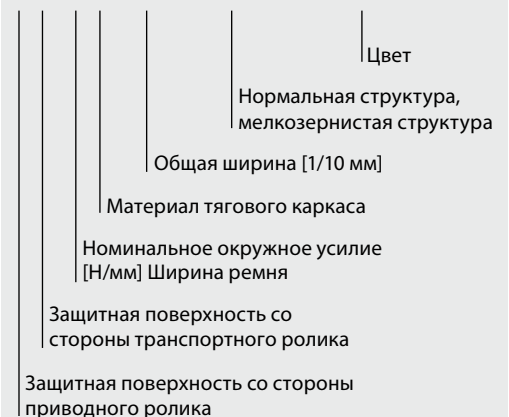 Цвет
Нормальная структура,
мелкозернистая структура
Общая ширина [1/10 мм]
Материал тягового каркаса
Номинальное окружное усилие
[Н/мм] Ширина ремня
Защитная поверхность со
стороны транспортного ролика
Защитная поверхность со стороны
приводного ролика